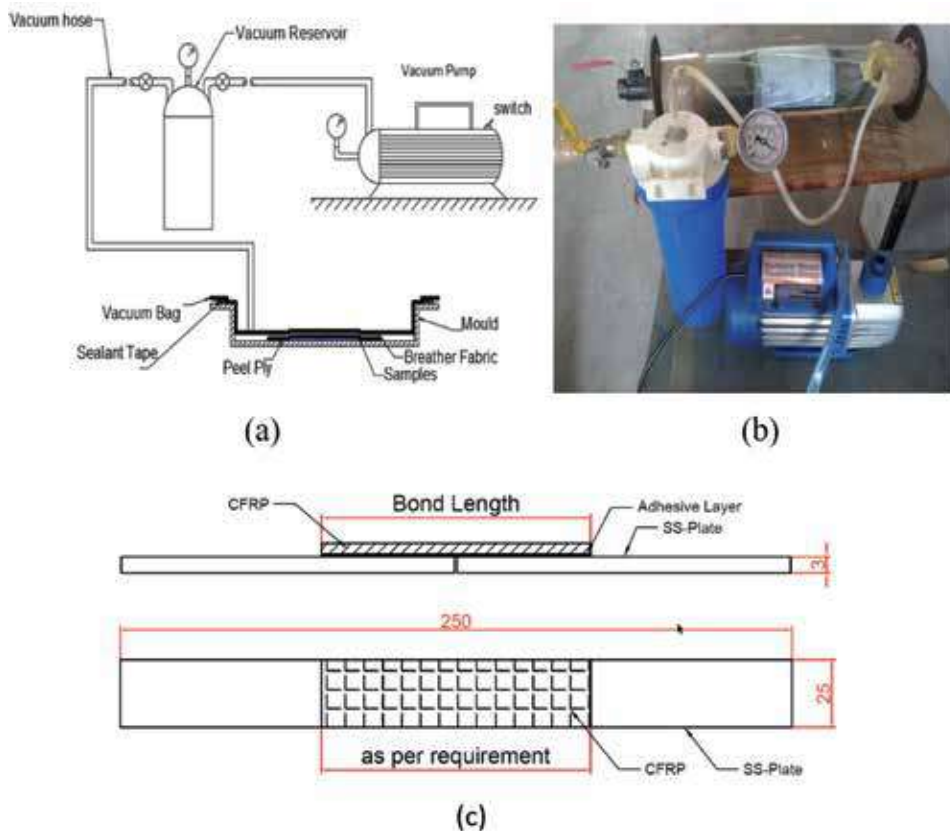 Vacuum hose
Vacuum Reservoir
Vacuum Pump
switch
Vacuum Bag
Sealant Tape
Peel Ply
Mould
Breather Fabric
Samples
(a)
(b)
CFRP
Bond Length
Adhesive Layer
SS-Plate
3
250
25
as per requirement
CFRP
SS-Plate
(c)